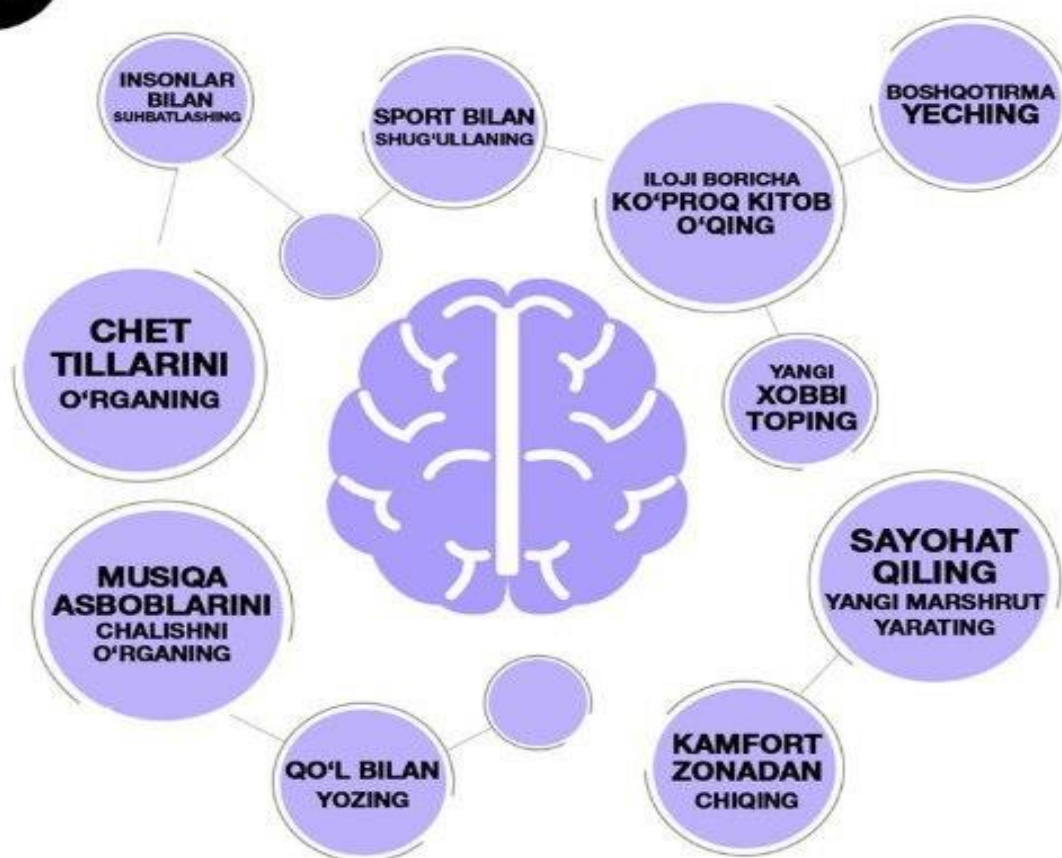 INSONLAR
BILAN
SUHBATLASHING
SPORT BILAN
SHUG‘ULLANING
ILOJI BORICHA
KO‘PROQ KITOB
O‘QING
BOSHQOTIRMA
YECHING
CHET
TILLARINI
O‘RGANING
YANGI
XOBBI
TOPING
MUSIQA
ASBOBLARINI
CHALISHNI
O‘RGANING
SAYOHAT
QILING
YANGI MARSHRUT
YARATING
QO‘L BILAN
YOZING
KAMFORT
ZONADAN
CHIQING